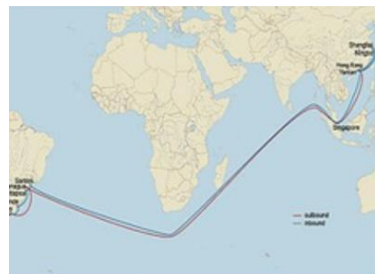 Shanghai
Ningbo
Hong Kong
Yantian
Singapore
Santos
outbound
inbound